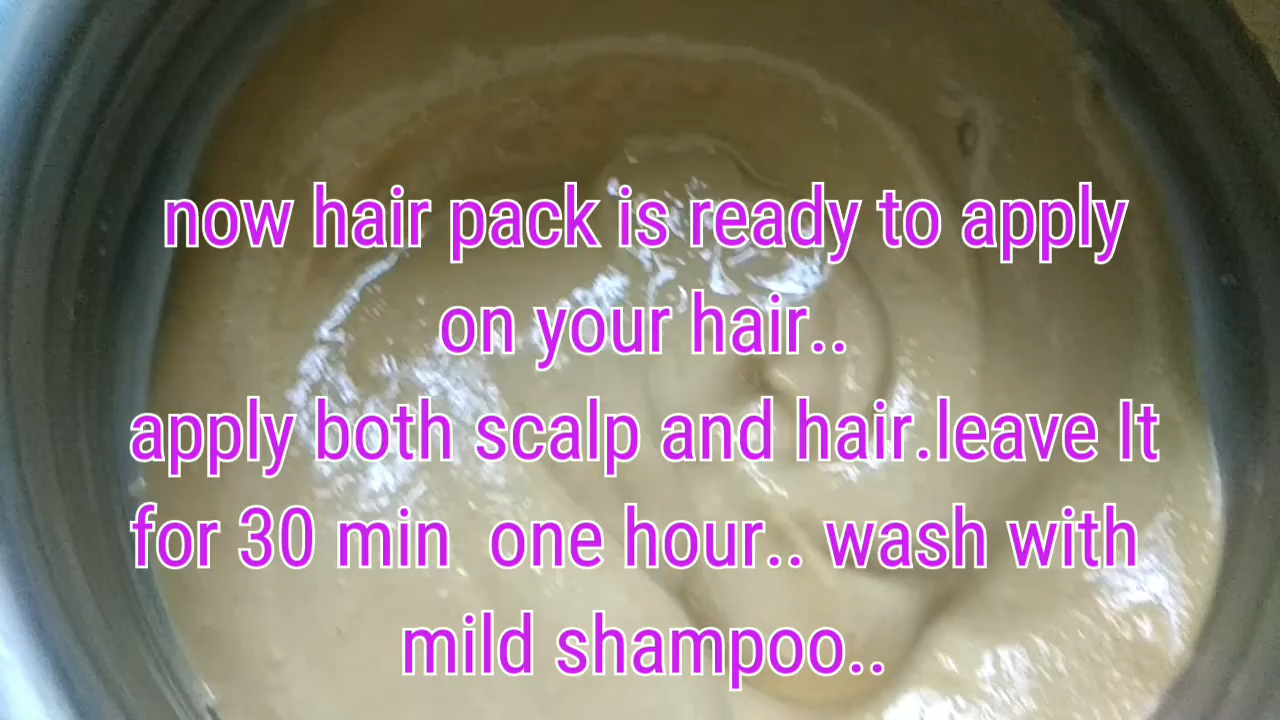 now hair pack is ready to apply
on your hair..
apply both scalp and hair.leave It
for 30 min  one hour.. wash with
mild shampoo..